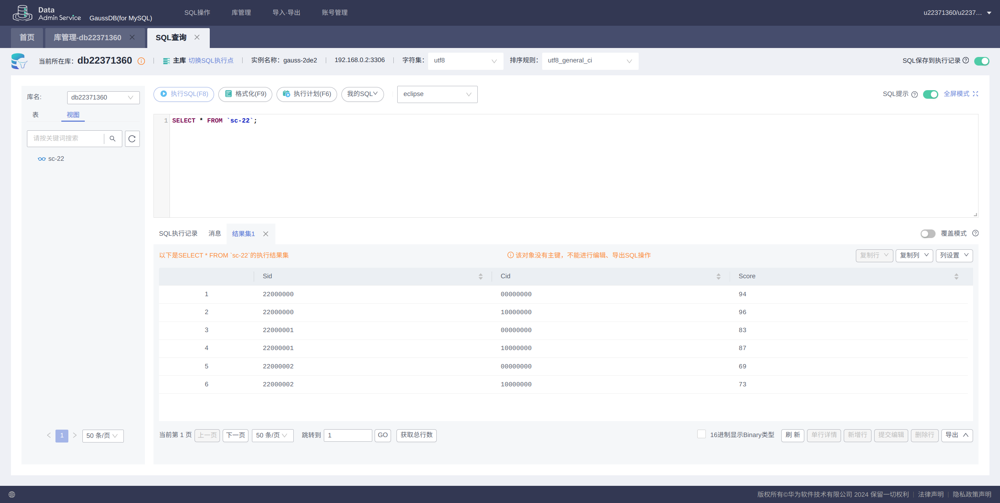 Data
Admin Service GaussDB(for MySQL) SQL操作 库管理 导入·导出 账号管理 u22371360/u2237...
首页 库管理-db22371360 SQL查询
当前所在库： db22371360 主库 切换SQL执行点 实例名称：gauss-2de2 192.168.0.2:3306 字符集： utf8 排序规则： utf8_general_ci SQL保存到执行记录
库名: db22371360
执行SQL(F8) 格式化(F9) 执行计划(F6) 我的SQL eclipse SQL提示 全屏模式
表 视图
1 SELECT * FROM `sc-22`;
请按关键词搜索
sc-22
SQL执行记录 消息 结果集1 覆盖模式
以下是SELECT * FROM `sc-22`的执行结果集 该对象没有主键，不能进行编辑、导出SQL操作 复制行 复制列 列设置
Sid Cid Score
1 22000000 00000000 94
2 22000000 10000000 96
3 22000001 00000000 83
4 22000001 10000000 87
5 22000002 00000000 69
6 22000002 10000000 73
1 50 条/页
当前第 1 页 上一页 下一页 50 条/页 跳转到 1 GO 获取总行数 16进制显示Binary类型 刷 新 单行详情 新增行 提交编辑 删除行 导出
版权所有©华为软件技术有限公司 2024 保留一切权利 | 法律声明 | 隐私政策声明